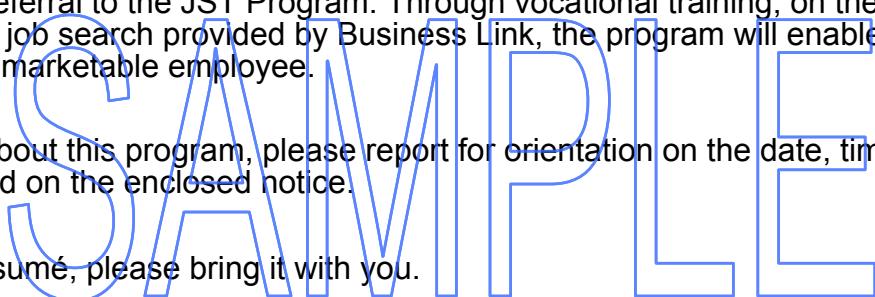 eferral to the JST Program. Through vocational training, on the
job search provided by Business Link, the program will enable
marketable employee.
bout this program, please report for orientation on the date, tim
d on the enclosed notice.
sumé, please bring it with you.
SAMPLE